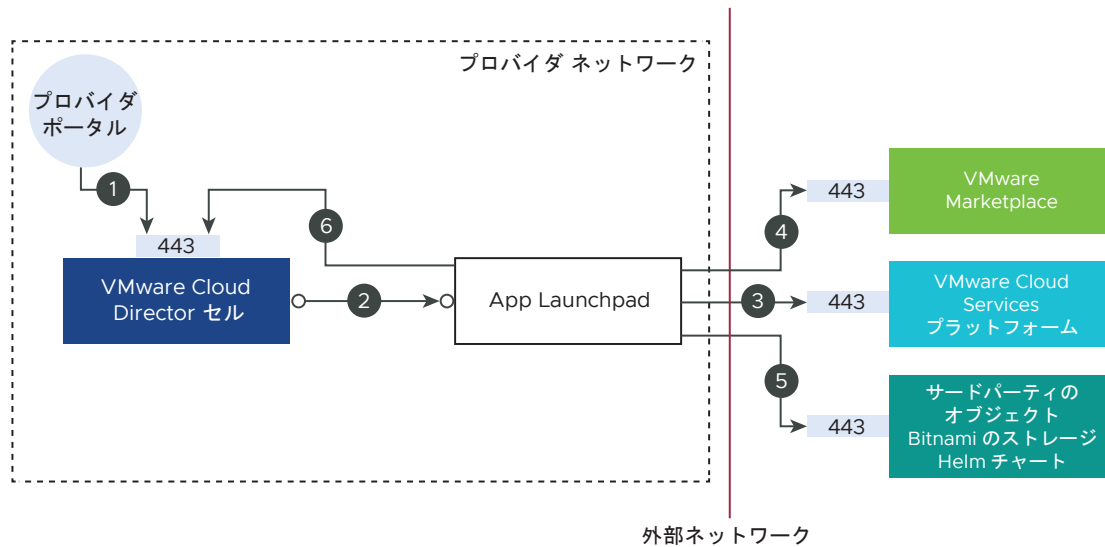 プロバイダ ネットワーク
プロバイダ
ポータル
1
6
443
VMware Cloud
Director セル
2
App Launchpad
4
3
5
443
VMware
Marketplace
443
VMware Cloud
Services
プラットフォーム
443
サードパーティの
オブジェクト
Bitnami のストレージ
Helm チャート
外部ネットワーク